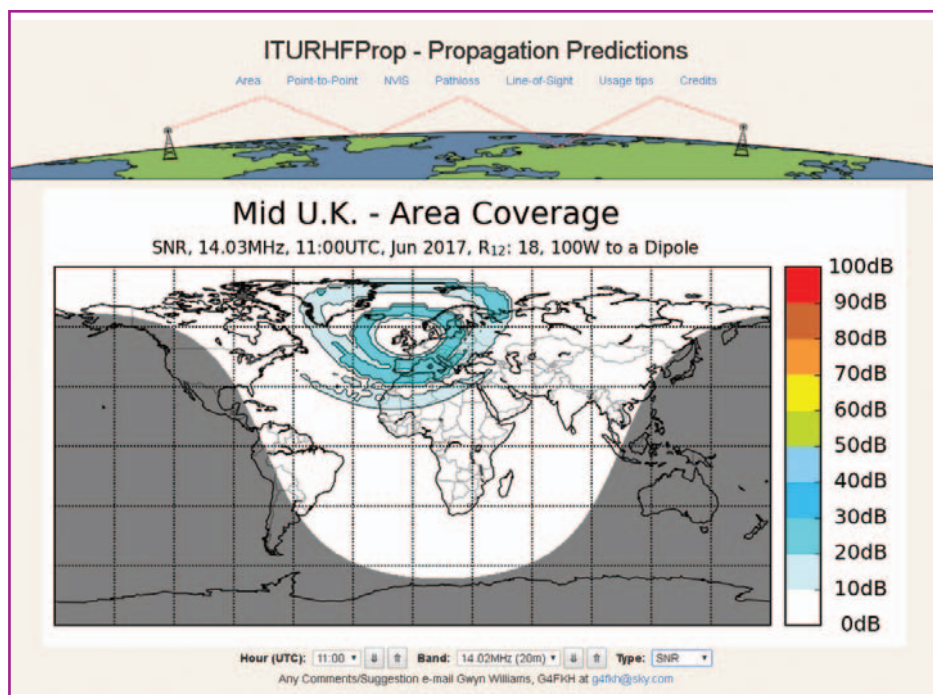 ITURHFProp - Propagation Predictions
Area Point-to-Point NVIS Pathloss Line-of-Sight Usage tips Credits
Mid U.K. - Area Coverage
SNR, 14.03MHz, 11:00UTC, Jun 2017, R₁₂: 18, 100W to a Dipole
100dB
90dB
80dB
70dB
60dB
50dB
40dB
30dB
20dB
10dB
0dB
Hour (UTC): 11:00 Band: 14.02MHz (20m) Type: SNR
Any Comments/Suggestion e-mail Gwyn Williams, G4FKH at g4fkh@sky.com